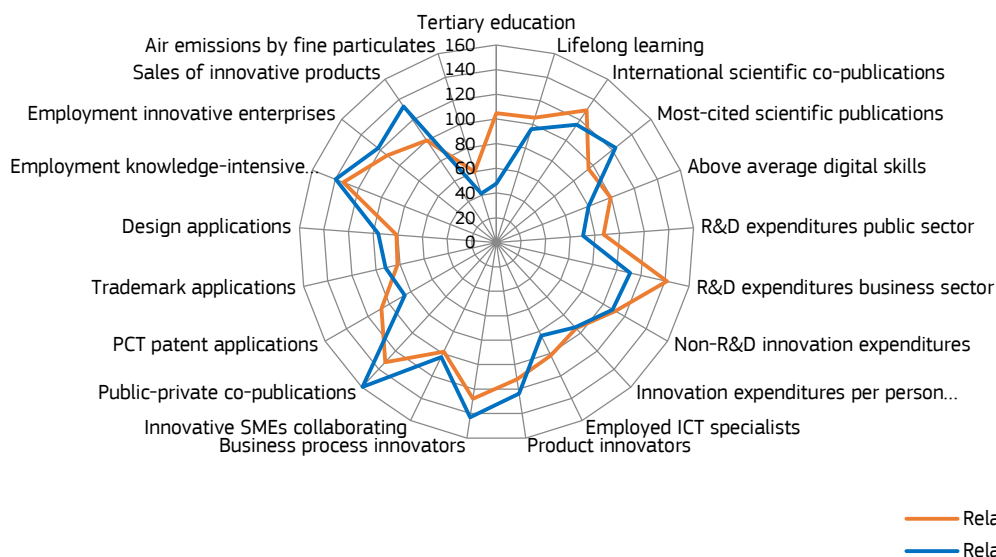 Tertiary education
Air emissions by fine particulates
Lifelong learning
Sales of innovative products
International scientific co-publications
Employment innovative enterprises
Most-cited scientific publications
Employment knowledge-intensive...
Above average digital skills
Design applications
R&D expenditures public sector
Trademark applications
R&D expenditures business sector
PCT patent applications
Non-R&D innovation expenditures
Public-private co-publications
Innovation expenditures per person...
Innovative SMEs collaborating
Employed ICT specialists
Business process innovators
Product innovators
160
140
120
100
80
60
40
20
0
Rela
Rela